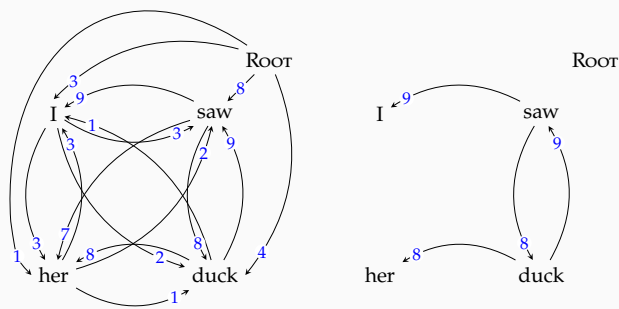 Root Root
3 8
9 9
I saw I saw
1 3 9 9
3 2
3 7 8 8 8 8
1 2 4
her duck her duck
1